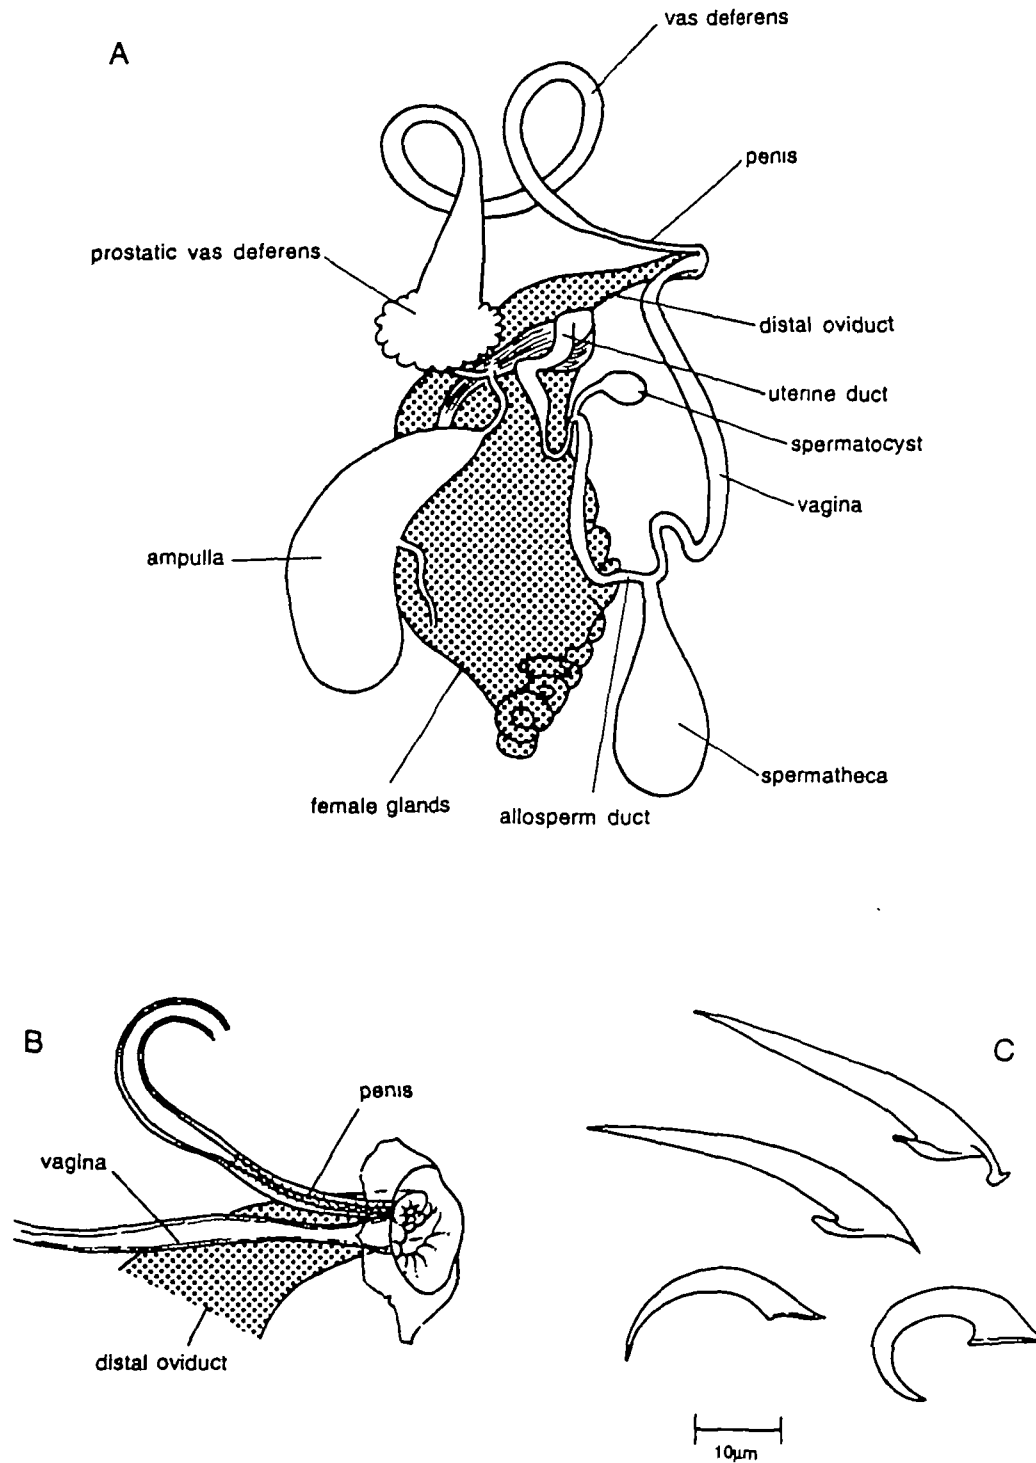 A
vas deferens
penis
prostatic vas deferens
distal oviduct
uterine duct
spermatocyst
vagina
ampulla
spermatheca
female glands
allosperm duct
B
C
penis
vagina
distal oviduct
10µm